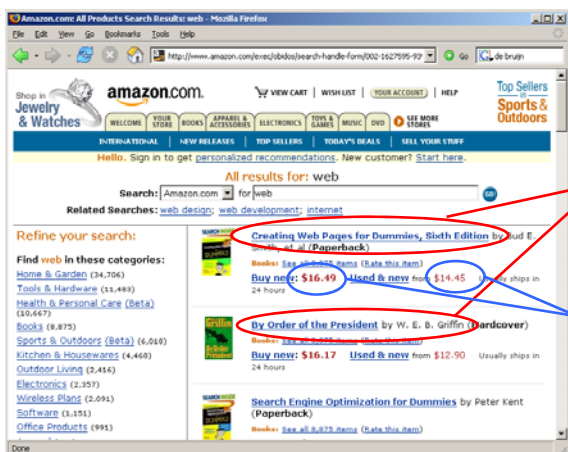 Amazon.com: All Products Search Results: web - Mozilla Firefox
File Edit View Go Bookmarks Tools Help
http://www.amazon.com/exec/obidos/search-handle-form/002-1627595-93 Go de bruijn
Shop in
Jewelry
& Watches
amazon.com.
VIEW CART | WISH LIST | YOUR ACCOUNT | HELP
Top Sellers
in
Sports &
Outdoors
WELCOME YOUR STORE BOOKS APPAREL & ACCESSORIES ELECTRONICS TOYS & GAMES MUSIC DVD SEE MORE STORES
INTERNATIONAL | NEW RELEASES | TOP SELLERS | TODAY'S DEALS | SELL YOUR STUFF
Hello. Sign in to get personalized recommendations. New customer? Start here.
All results for: web
Search: Amazon.com for web GO!
Related Searches: web design; web development; internet
Refine your search:
Find web in these categories:
Home & Garden (34,706)
Tools & Hardware (11,483)
Health & Personal Care (Beta)
(10,667)
Books (8,875)
Sports & Outdoors (Beta) (6,010)
Kitchen & Housewares (4,460)
Outdoor Living (2,416)
Electronics (2,357)
Wireless Plans (2,091)
Software (1,151)
Office Products (991)
SEARCH INSIDE
Creating Web Pages for Dummies, Sixth Edition by Bud E.
Smith, et al (Paperback)
Books: See all 8,875 items (Rate this item)
Buy new: $16.49 Used & new from $14.45 Usually ships in
24 hours
Griffin
By Order of the President by W. E. B. Griffin (Hardcover)
Books: See all 8,875 items (Rate this item)
Buy new: $16.17 Used & new from $12.90 Usually ships in
24 hours
SEARCH INSIDE
Search Engine Optimization for Dummies by Peter Kent
(Paperback)
Books: See all 8,875 items (Rate this item)
Done